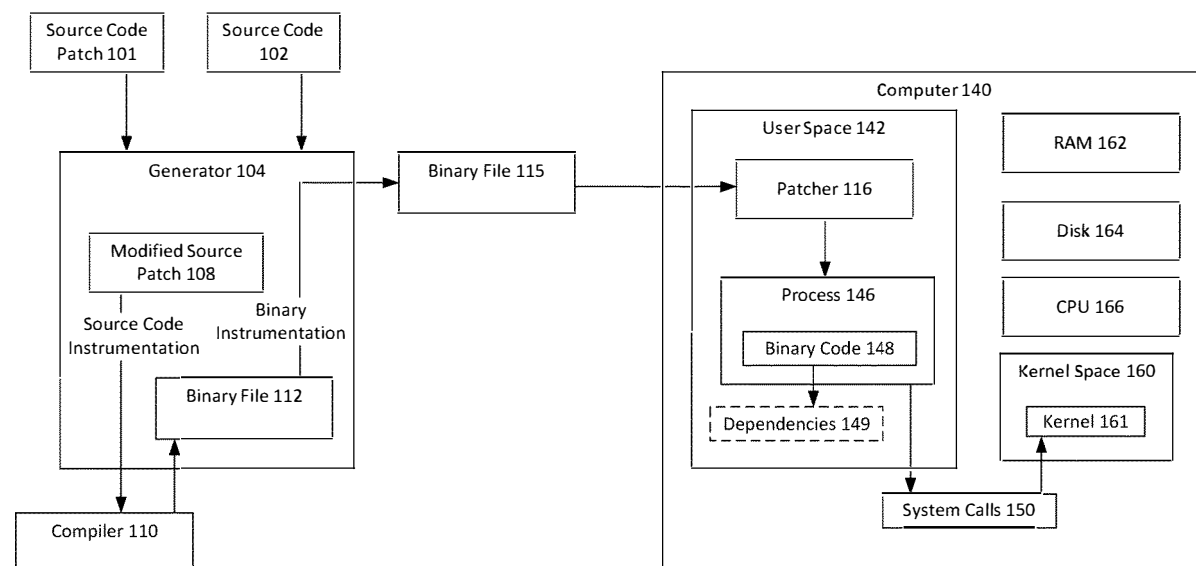 Source Code
Patch 101
Source Code
102
Computer 140
User Space 142
RAM 162
Generator 104
Binary File 115
Patcher 116
Disk 164
Modified Source
Patch 108
Process 146
CPU 166
Source Code
Instrumentation
Binary
Instrumentation
Binary Code 148
Kernel Space 160
Binary File 112
Dependencies 149
Kernel 161
System Calls 150
Compiler 110